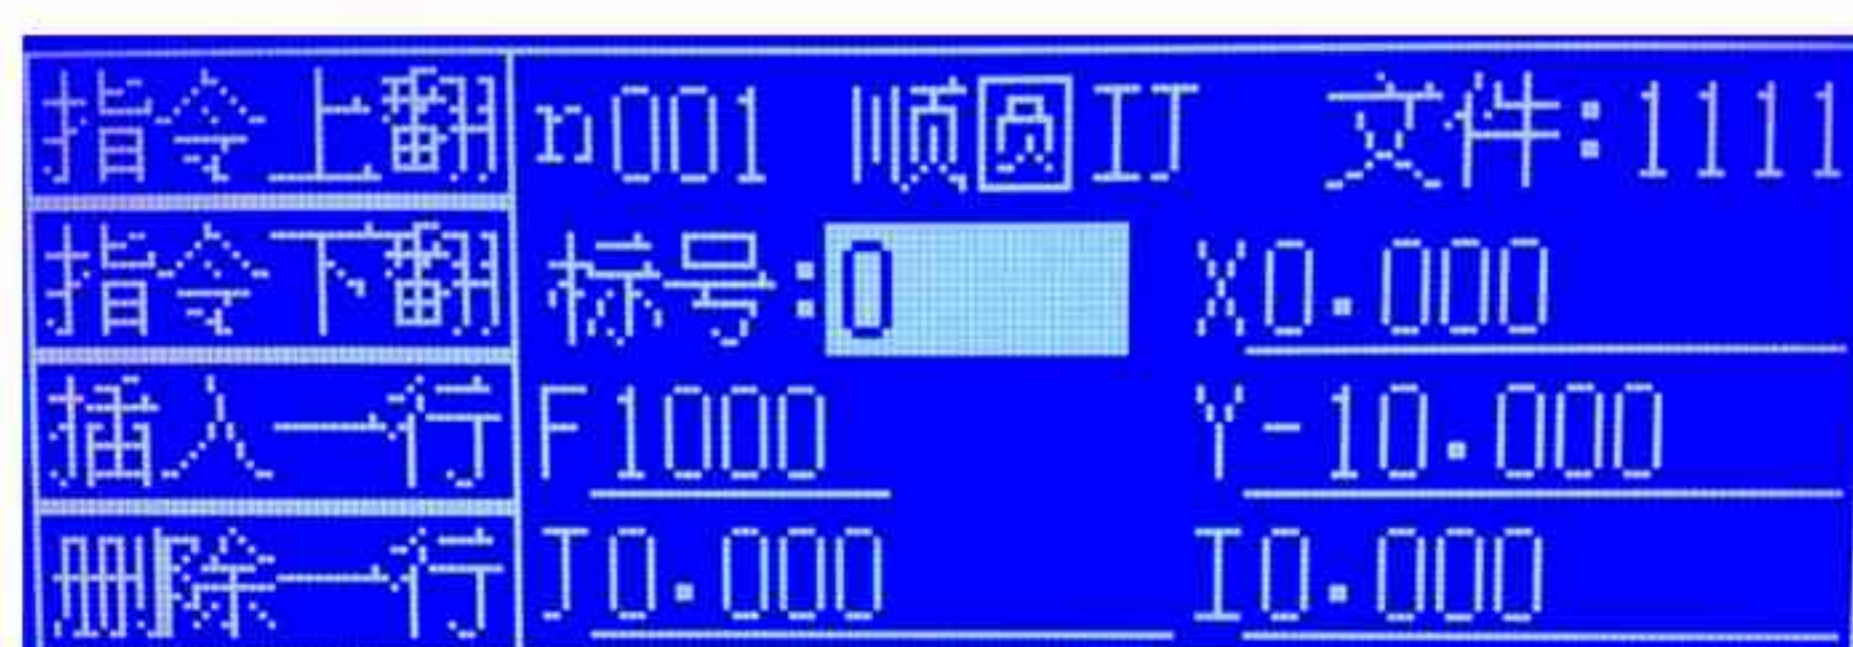 指令上翻
n001 顺圆IJ 文件:1111
指令下翻
标号:0 X0.000
插入一行
F1000 Y-10.000
删除一行
J0.000 I0.000